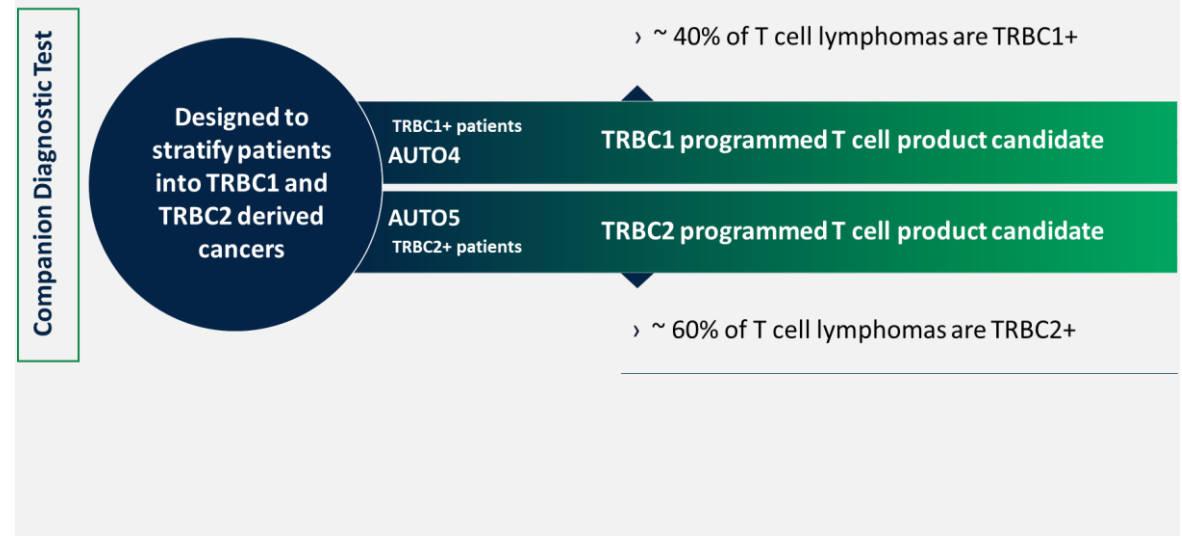 Companion Diagnostic Test
Designed to
stratify patients
into TRBC1 and
TRBC2 derived
cancers
› ~ 40% of T cell lymphomas are TRBC1+
TRBC1+ patients
AUTO4
TRBC1 programmed T cell product candidate
AUTO5
TRBC2+ patients
TRBC2 programmed T cell product candidate
› ~ 60% of T cell lymphomas are TRBC2+